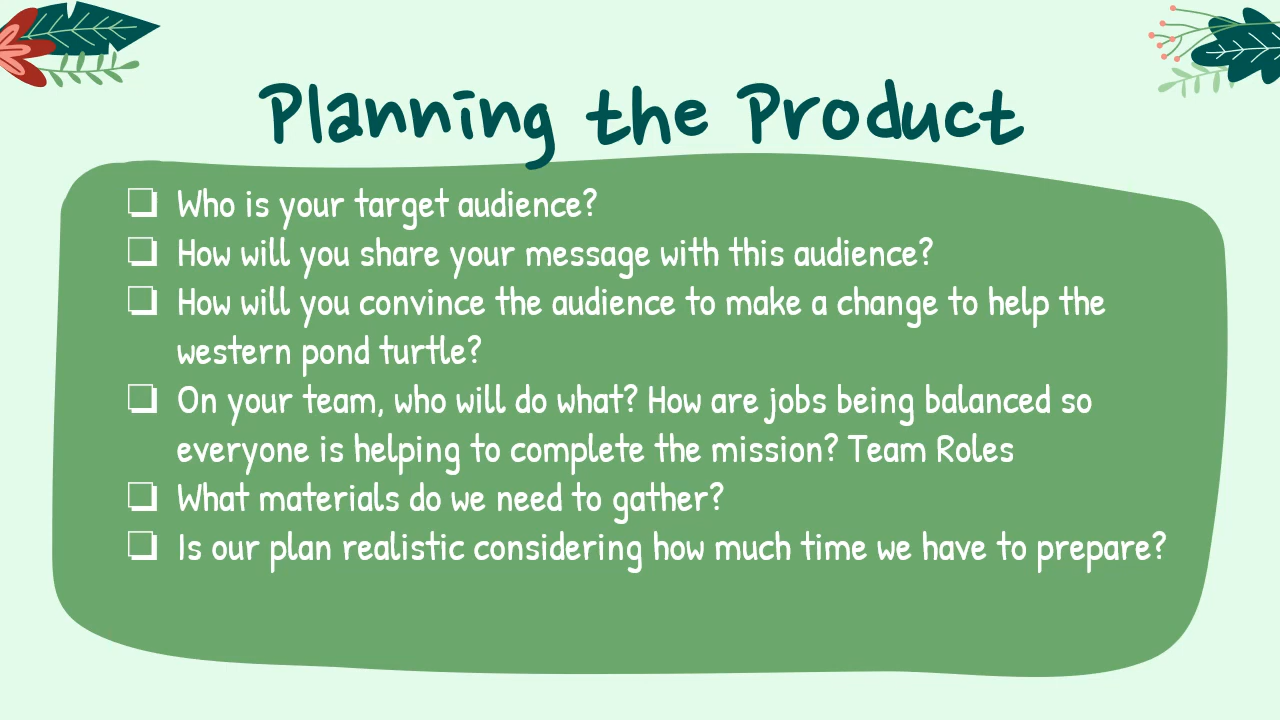 Planning the Product
❏ Who is your target audience?
❏ How will you share your message with this audience?
❏ How will you convince the audience to make a change to help the
western pond turtle?
❏ On your team, who will do what? How are jobs being balanced so
everyone is helping to complete the mission? Team Roles
❏ What materials do we need to gather?
❏ Is our plan realistic considering how much time we have to prepare?